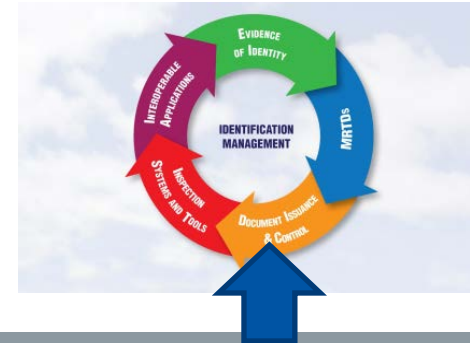 EVIDENCE
OF IDENTITY
MRTDs
DOCUMENT ISSUANCE
& CONTROL
INSPECTION
SYSTEMS AND TOOLS
INTEROPERABLE
APPLICATIONS
IDENTIFICATION
MANAGEMENT